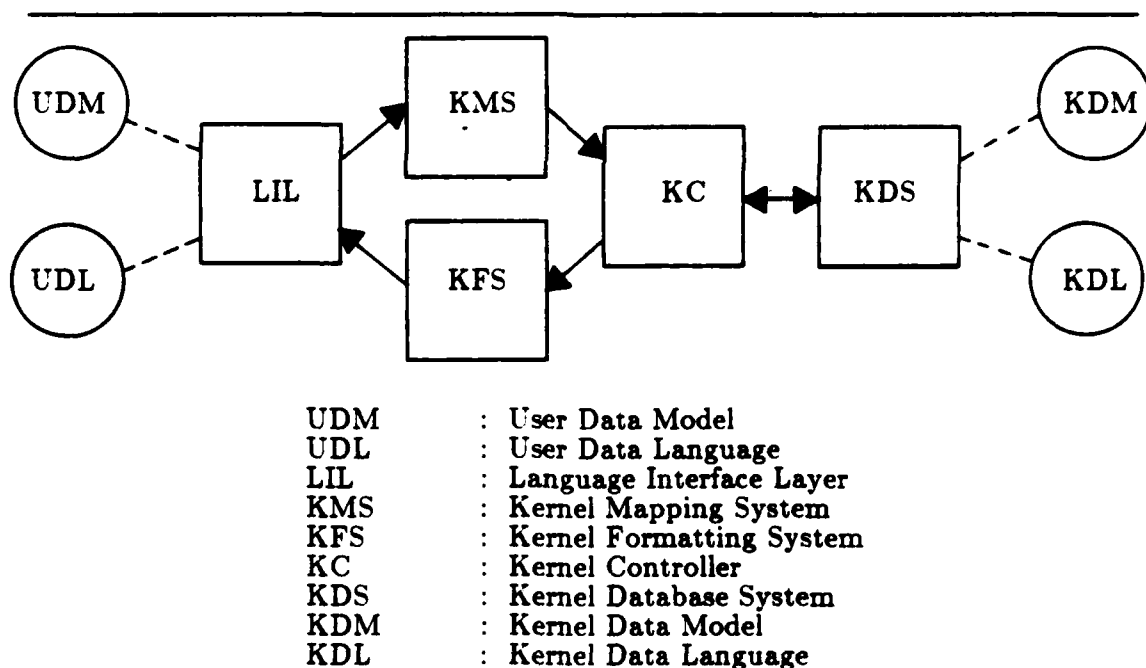 UDM
KMS
KDM
LIL
KC
KDS
UDL
KFS
KDL
UDM : User Data Model
UDL : User Data Language
LIL : Language Interface Layer
KMS : Kernel Mapping System
KFS : Kernel Formatting System
KC : Kernel Controller
KDS : Kernel Database System
KDM : Kernel Data Model
KDL : Kernel Data Language